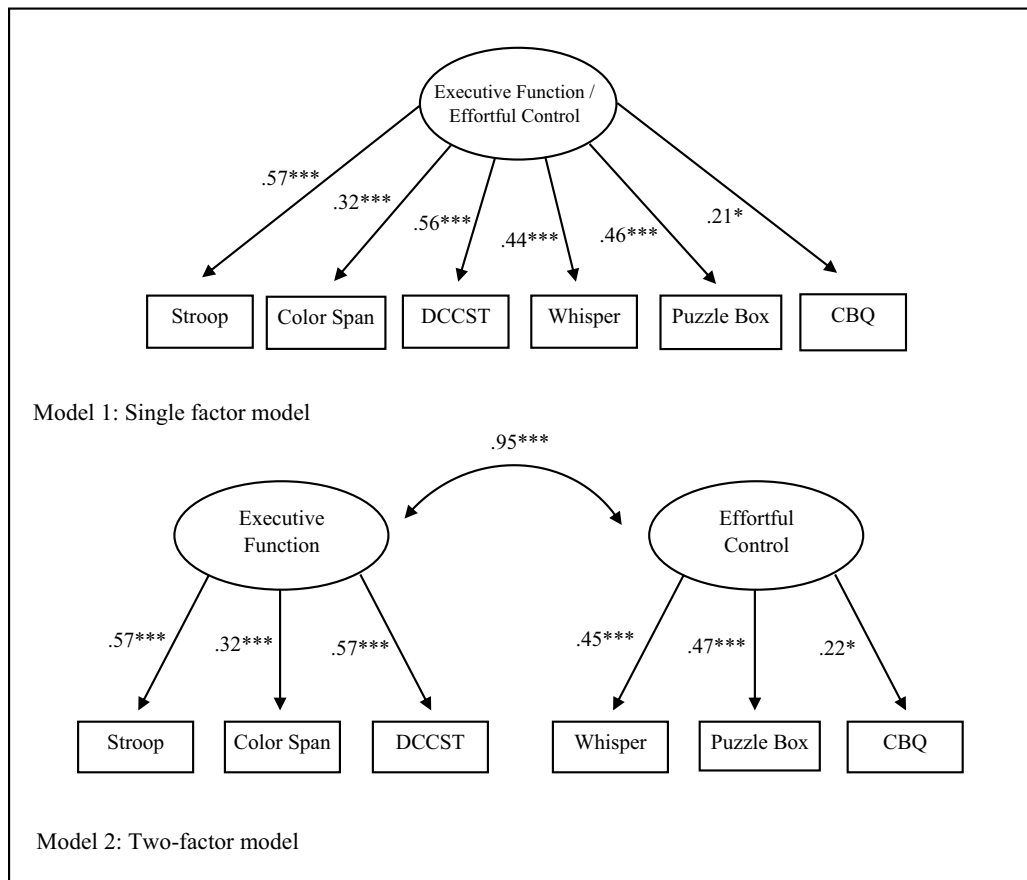 Executive Function /
Effortful Control
.57***
.32***
.56***
.44***
.46***
.21*
Stroop
Color Span
DCCST
Whisper
Puzzle Box
CBQ
Model 1: Single factor model
.95***
Executive
Function
Effortful
Control
.57***
.32***
.57***
.45***
.47***
.22*
Stroop
Color Span
DCCST
Whisper
Puzzle Box
CBQ
Model 2: Two-factor model